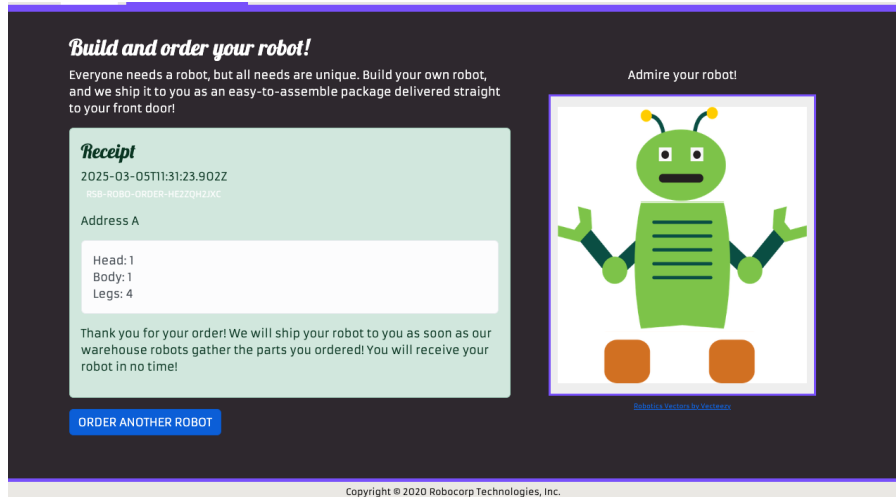 Build and order your robot!
Everyone needs a robot, but all needs are unique. Build your own robot,
and we ship it to you as an easy-to-assemble package delivered straight
to your front door!
Receipt
2025-03-05T11:31:23.902Z
RSB-ROBO-ORDER-HE2ZQH2JXC
Address A
Head: 1
Body: 1
Legs: 4
Thank you for your order! We will ship your robot to you as soon as our
warehouse robots gather the parts you ordered! You will receive your
robot in no time!
ORDER ANOTHER ROBOT
Admire your robot!
Robotics Vectors by Vecteezy
Copyright © 2020 Robocorp Technologies, Inc.